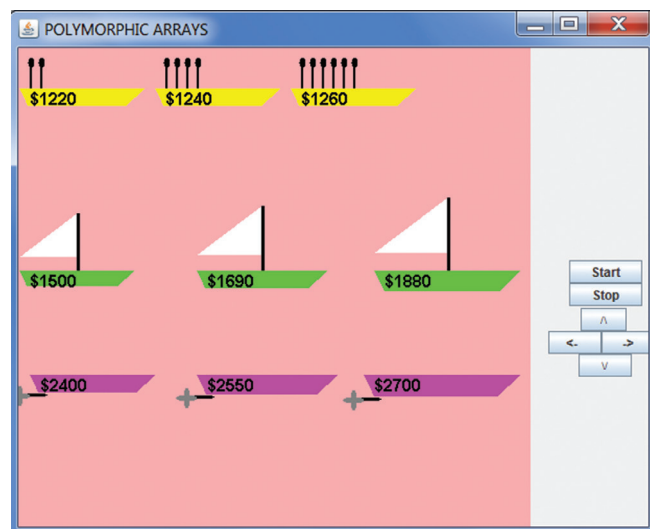 POLYMORPHIC ARRAYS
$1220 $1240 $1260
$1500 $1690 $1880
Start
Stop
^
<- ->
v
$2400 $2550 $2700